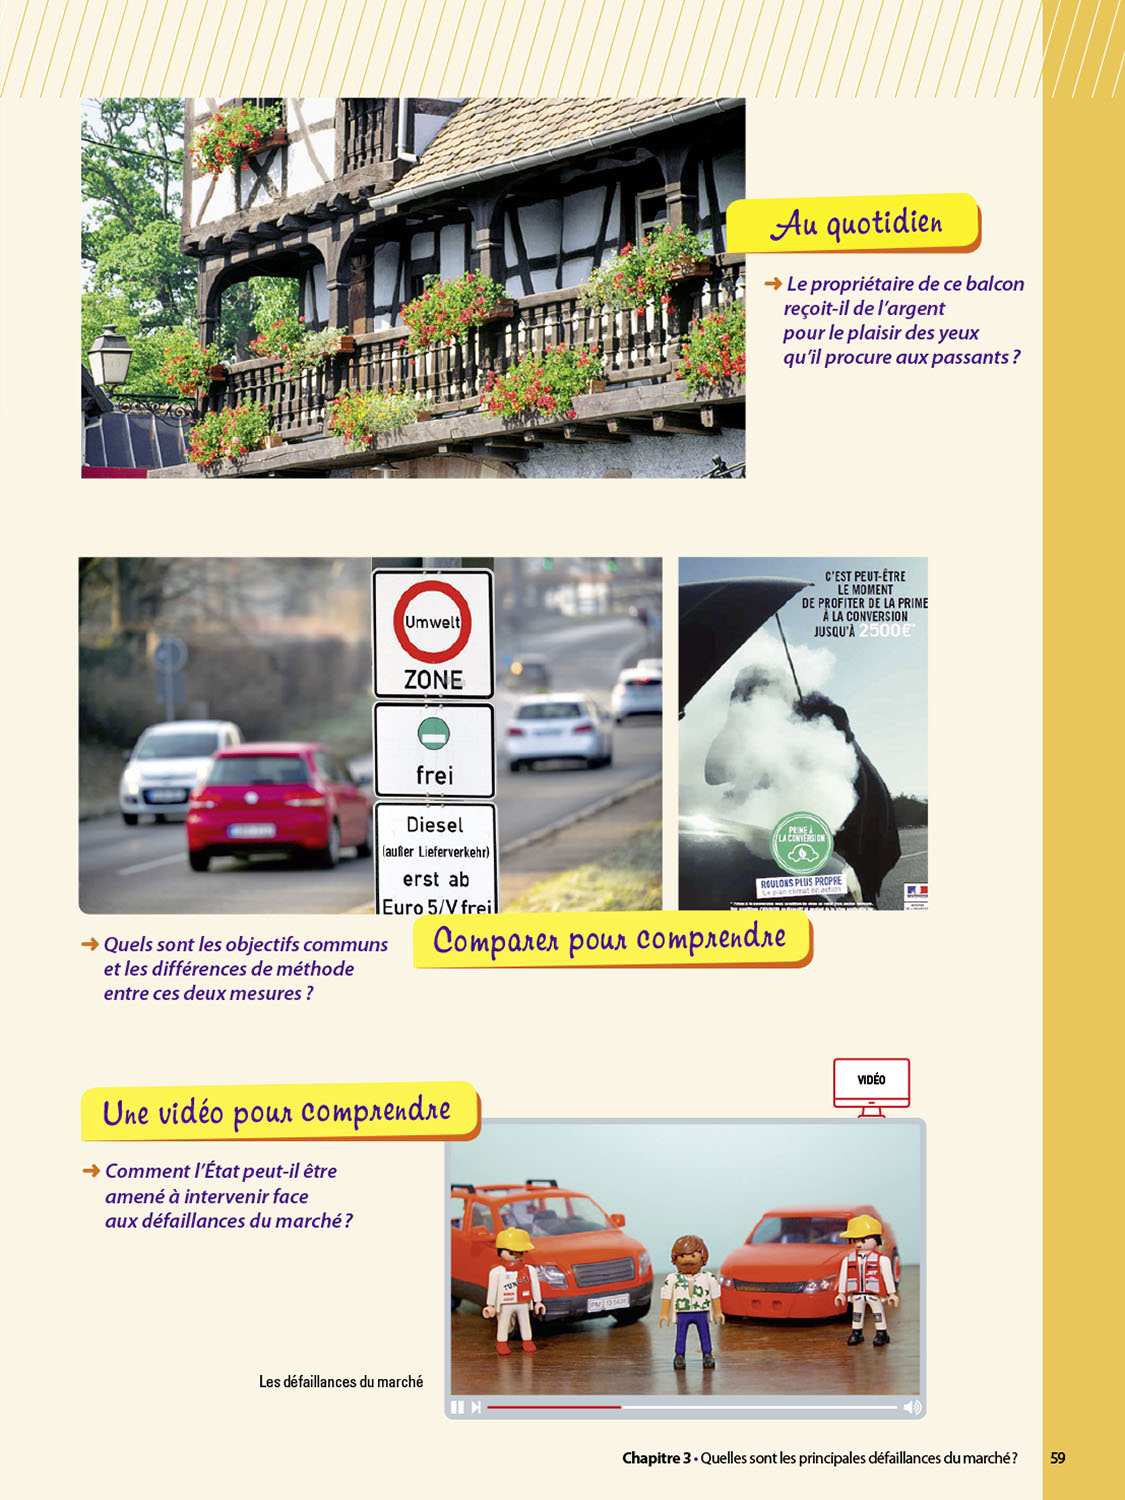 Au quotidien
➜ Le propriétaire de ce balcon
reçoit-il de l'argent
pour le plaisir des yeux
qu'il procure aux passants ?
Umwelt
ZONE
frei
Diesel
(außer Lieferverkehr)
erst ab
Euro 5/V frei
C'EST PEUT-ÊTRE
LE MOMENT
DE PROFITER DE LA PRIME
À LA CONVERSION
JUSQU'À 2500€*
PRIME À
LA CONVERSION
ROULONS PLUS PROPRE
Le plan climat en action
Comparer pour comprendre
➜ Quels sont les objectifs communs
et les différences de méthode
entre ces deux mesures ?
VIDÉO
Une vidéo pour comprendre
➜ Comment l'État peut-il être
amené à intervenir face
aux défaillances du marché ?
Les défaillances du marché
Chapitre 3 • Quelles sont les principales défaillances du marché ? 59